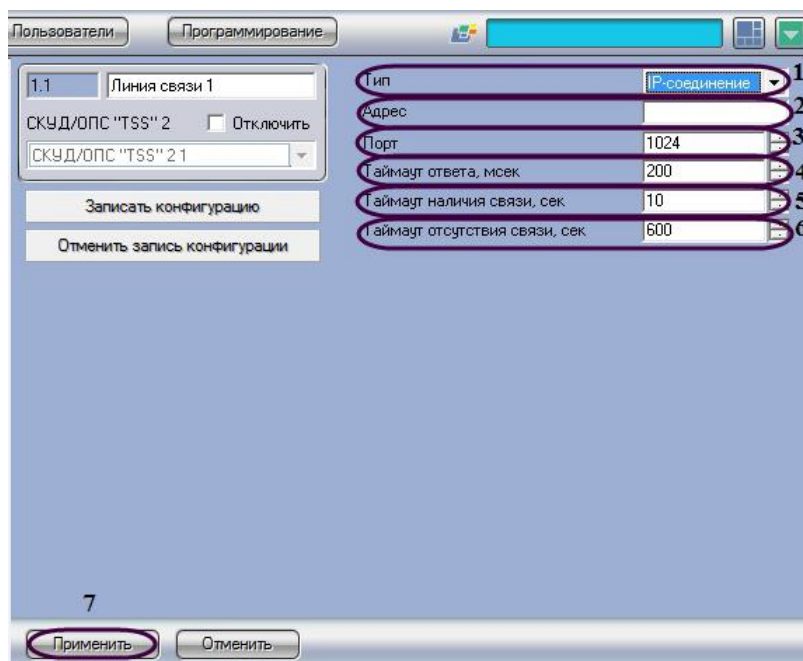 Пользователи Программирование
1.1 Линия связи 1
СКУД/ОПС "TSS" 2 Отключить
СКУД/ОПС "TSS" 2 1
Записать конфигурацию
Отменить запись конфигурации
Тип IP-соединение 1
Адрес 2
Порт 1024 3
Таймаут ответа, мсек 200 4
Таймаут наличия связи, сек 10 5
Таймаут отсутствия связи, сек 600 6
7
Применить Отменить